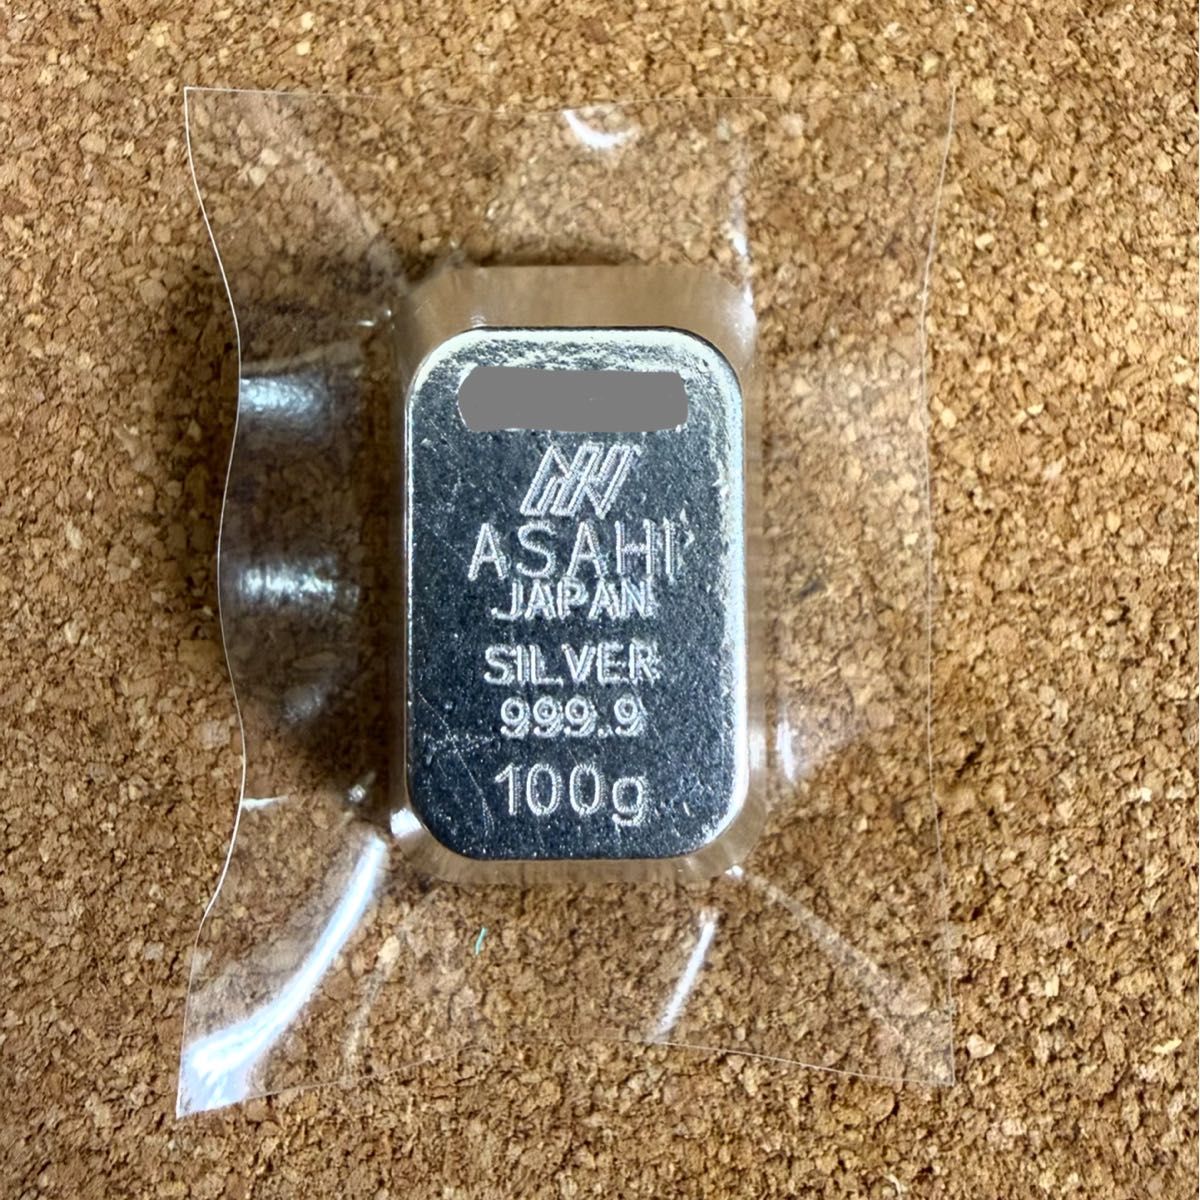 ASAHI
JAPAN
SILVER
999.9
100g